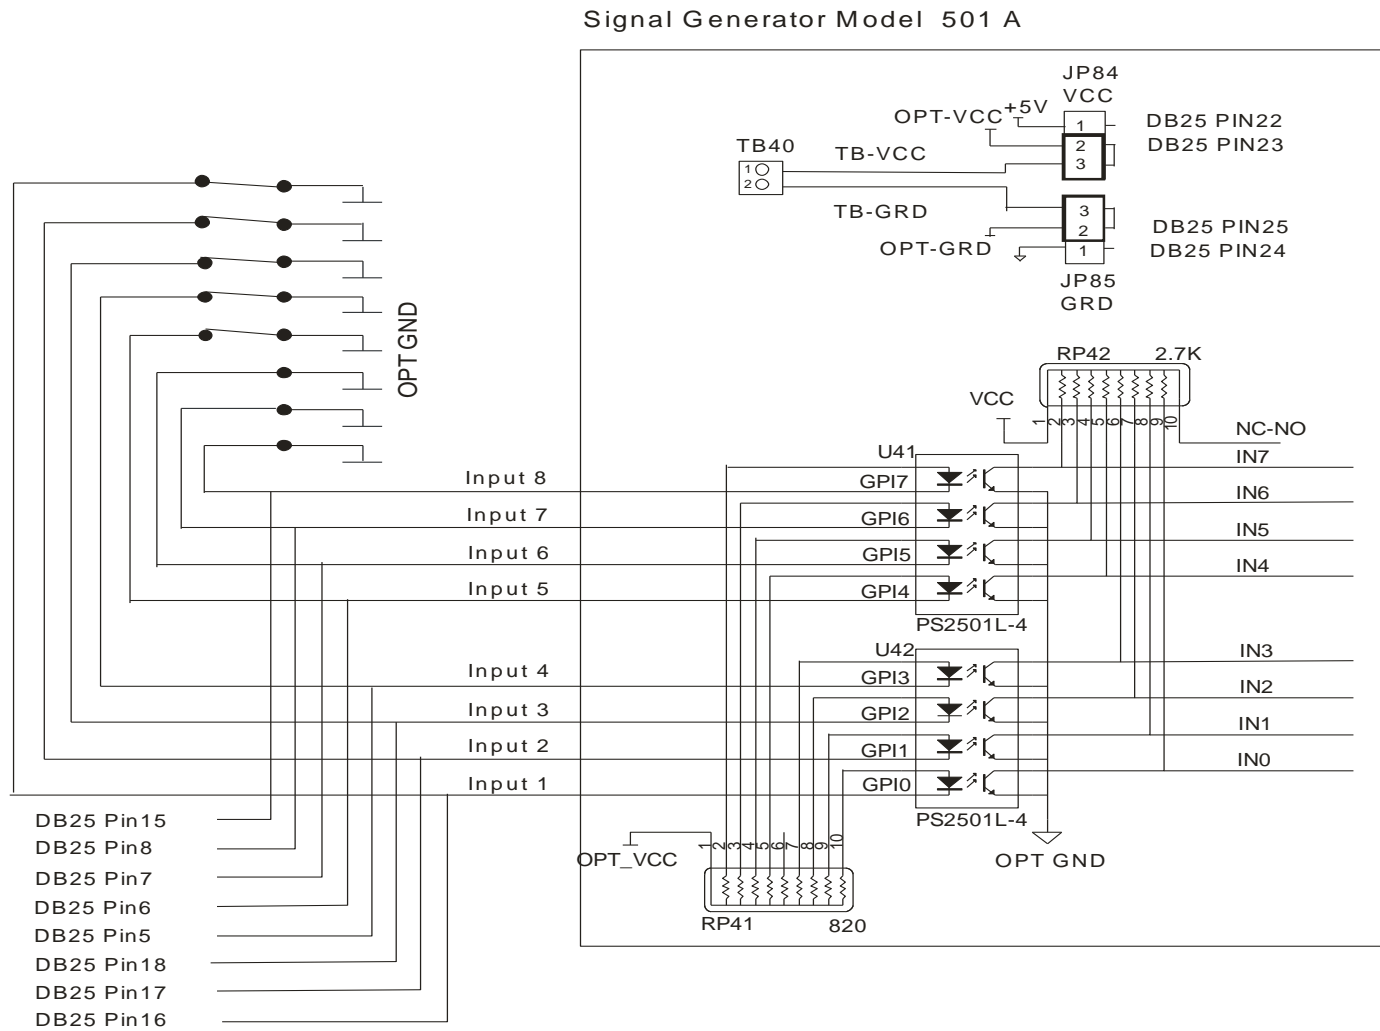 Signal Generator Model 501 A
JP84
VCC
OPT-VCC
+5V
1
2
3
DB25 PIN22
DB25 PIN23
TB40
1
2
TB-VCC
TB-GRD
OPT-GRD
3
2
1
DB25 PIN25
DB25 PIN24
JP85
GRD
OPT GND
RP42 2.7K
VCC
1 2 3 4 5 6 7 8 9 10
NC-NO
U41
Input 8
GPI7
IN7
Input 7
GPI6
IN6
Input 6
GPI5
IN5
Input 5
GPI4
IN4
PS2501L-4
U42
Input 4
GPI3
IN3
Input 3
GPI2
IN2
Input 2
GPI1
IN1
Input 1
GPI0
IN0
PS2501L-4
OPT GND
OPT_VCC
1 2 3 4 5 6 7 8 9 10
RP41 820
DB25 Pin15
DB25 Pin8
DB25 Pin7
DB25 Pin6
DB25 Pin5
DB25 Pin18
DB25 Pin17
DB25 Pin16